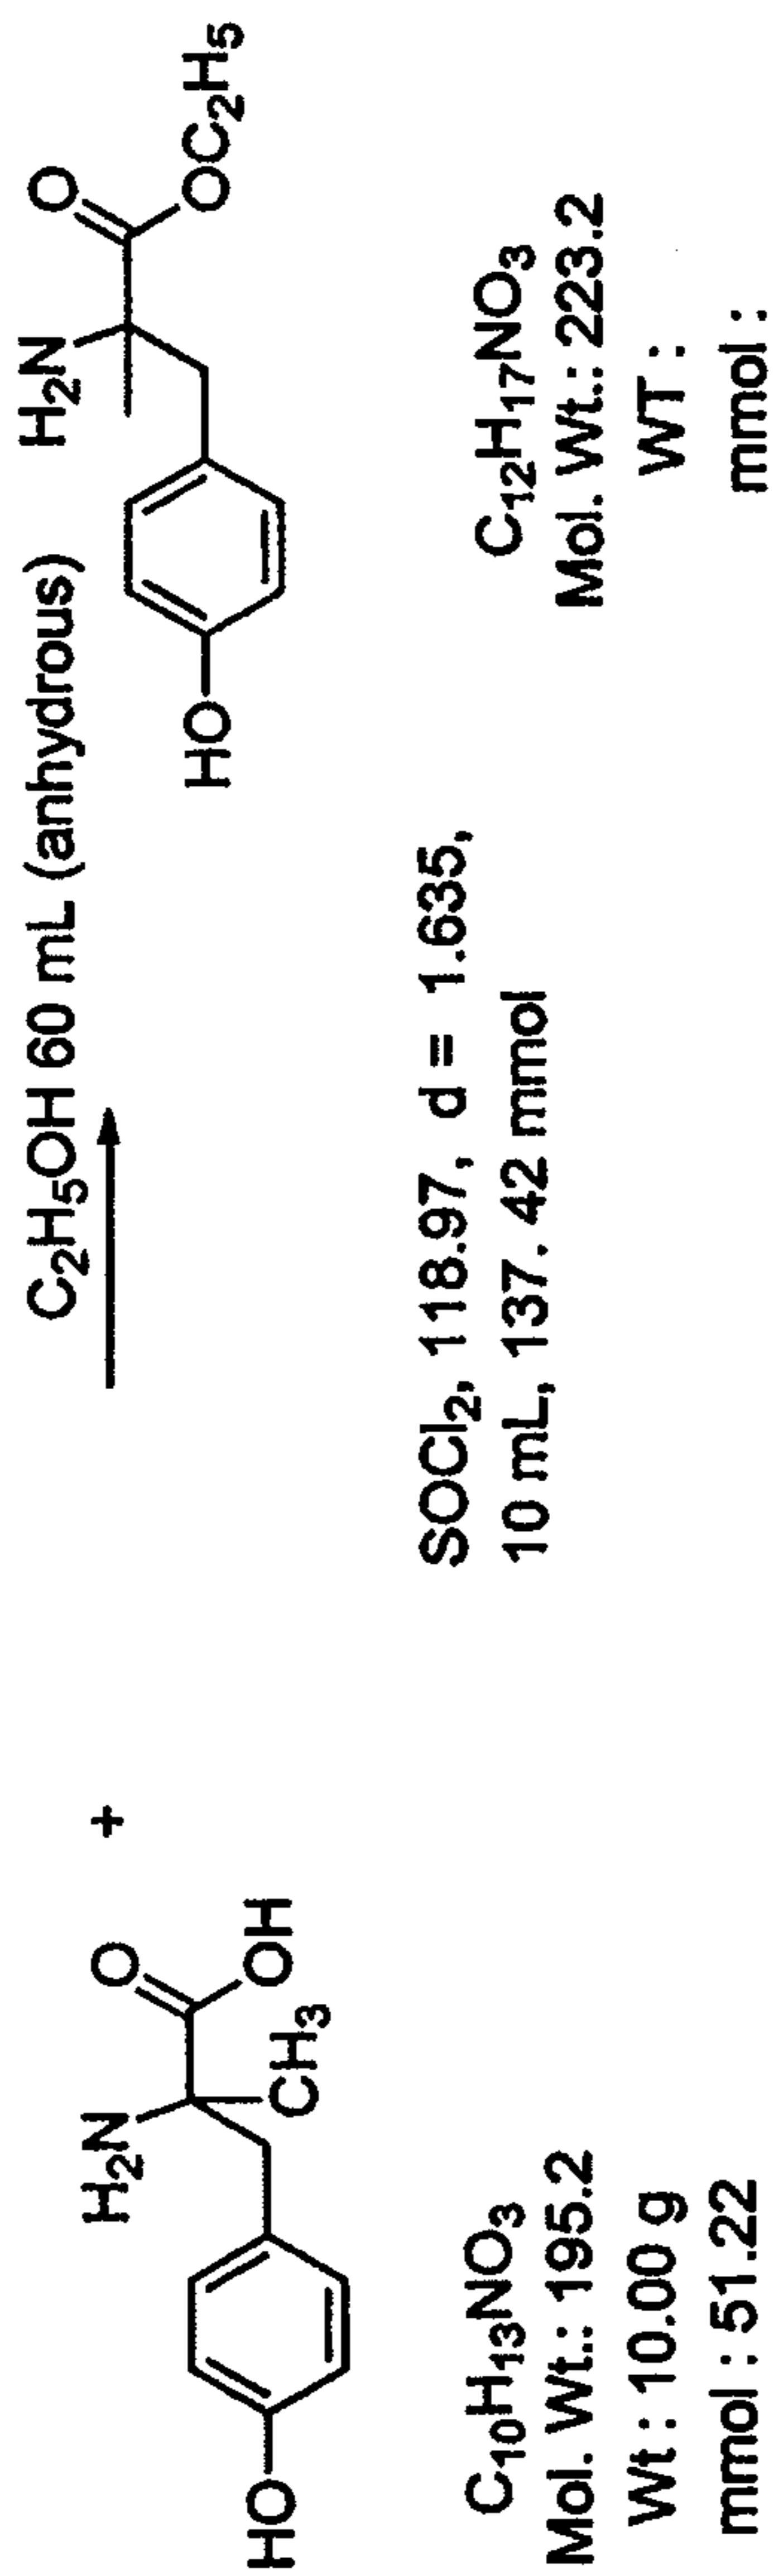 H₂N
O
OH
CH₃
HO
+
C₁₀H₁₃NO₃
Mol. Wt.: 195.2
Wt : 10.00 g
mmol : 51.22
C₂H₅OH 60 mL (anhydrous)
SOCl₂, 118.97, d = 1.635,
10 mL, 137. 42 mmol
H₂N
O
OC₂H₅
HO
C₁₂H₁₇NO₃
Mol. Wt.: 223.2
WT :
mmol :